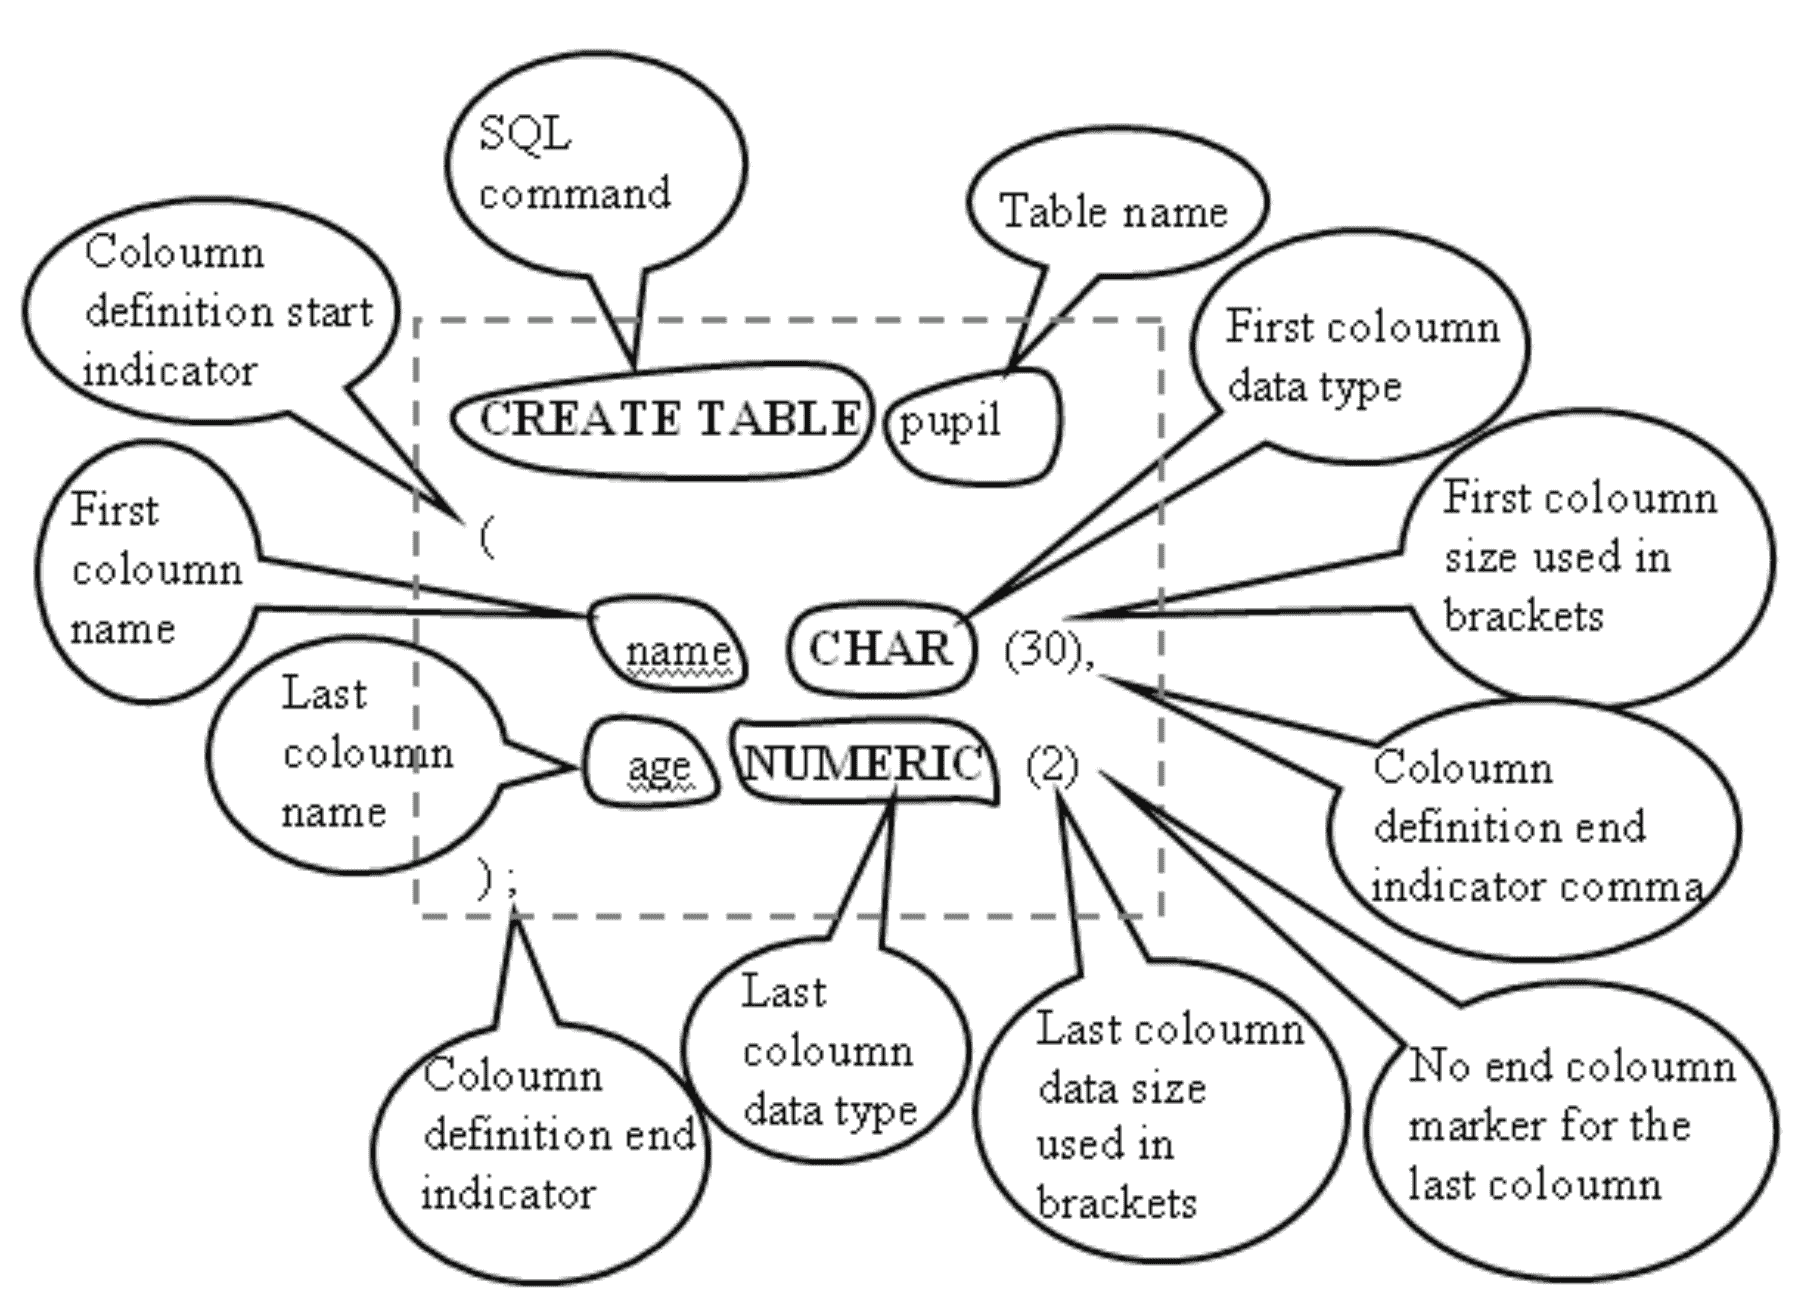 SQL
command
Table name
Coloumn
definition start
indicator
First coloumn
data type
CREATE TABLE pupil
First
coloumn
name
(
First coloumn
size used in
brackets
name CHAR (30),
Last
coloumn
name
age NUMERIC (2)
Coloumn
definition end
indicator comma
) ;
Last
coloumn
data type
Last coloumn
data size
used in
brackets
No end coloumn
marker for the
last coloumn
Coloumn
definition end
indicator